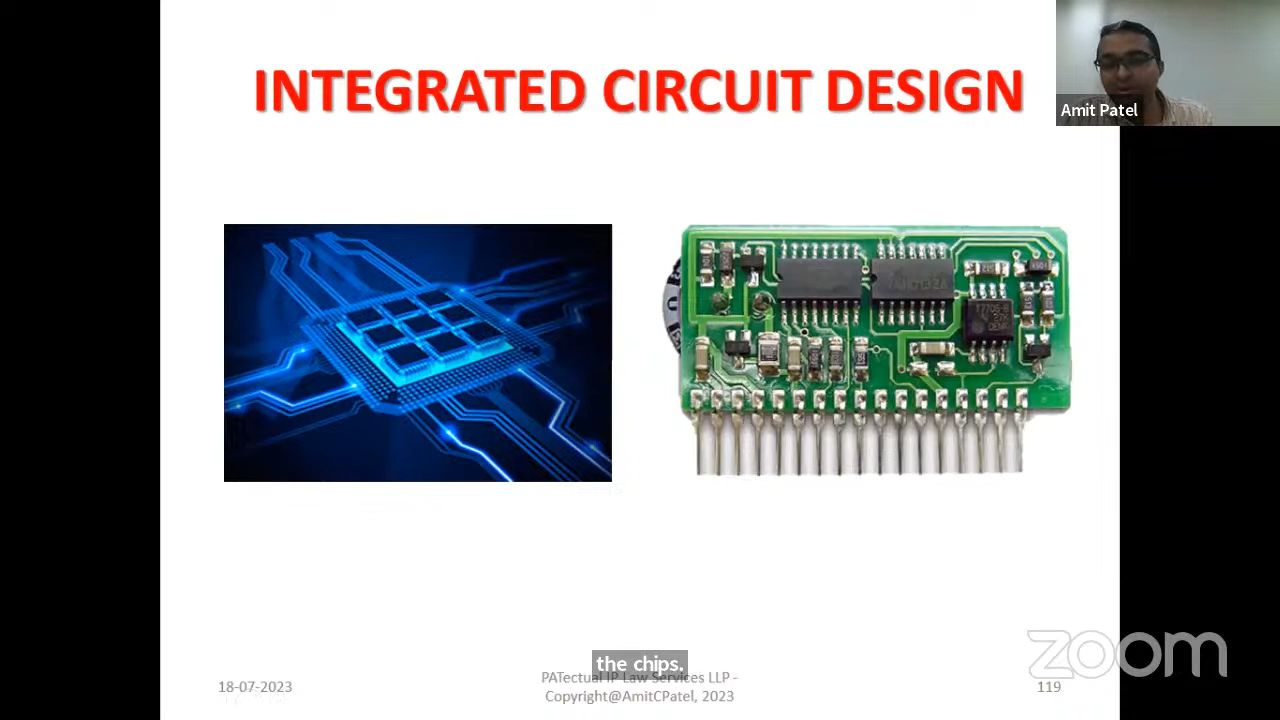 INTEGRATED CIRCUIT DESIGN
Amit Patel
the chips.
18-07-2023
PATectual IP Law Services LLP -
Copyright@AmitCPatel, 2023
119
zoom